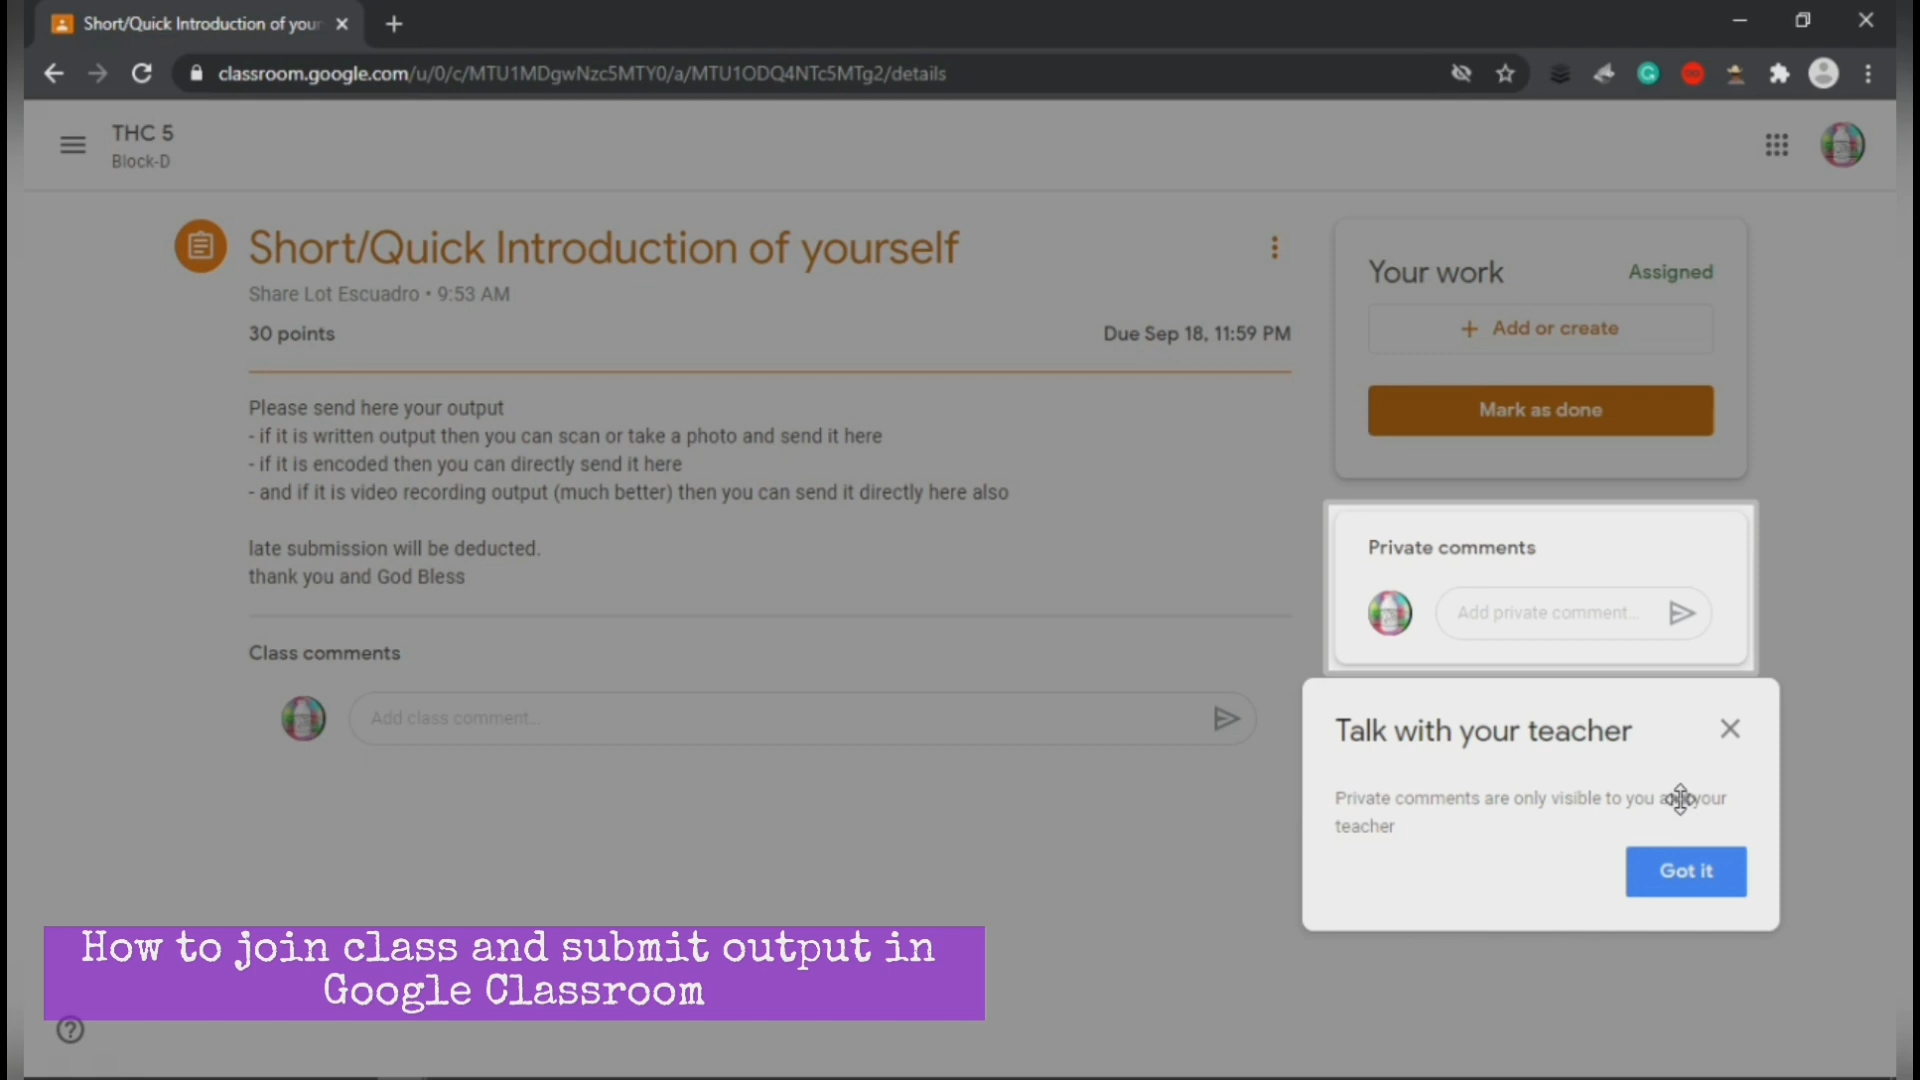 Short/Quick Introduction of your
classroom.google.com/u/0/c/MTU1MDgwNzc5MTY0/a/MTU1ODQ4NTc5MTg2/details
THC 5
Block-D
Short/Quick Introduction of yourself
Share Lot Escuadro • 9:53 AM
30 points
Due Sep 18, 11:59 PM
Please send here your output
- if it is written output then you can scan or take a photo and send it here
- if it is encoded then you can directly send it here
- and if it is video recording output (much better) then you can send it directly here also
late submission will be deducted.
thank you and God Bless
Class comments
Add class comment...
Your work
Assigned
+ Add or create
Mark as done
Private comments
Add private comment...
Talk with your teacher
Private comments are only visible to you and your
teacher
Got it
How to join class and submit output in
Google Classroom